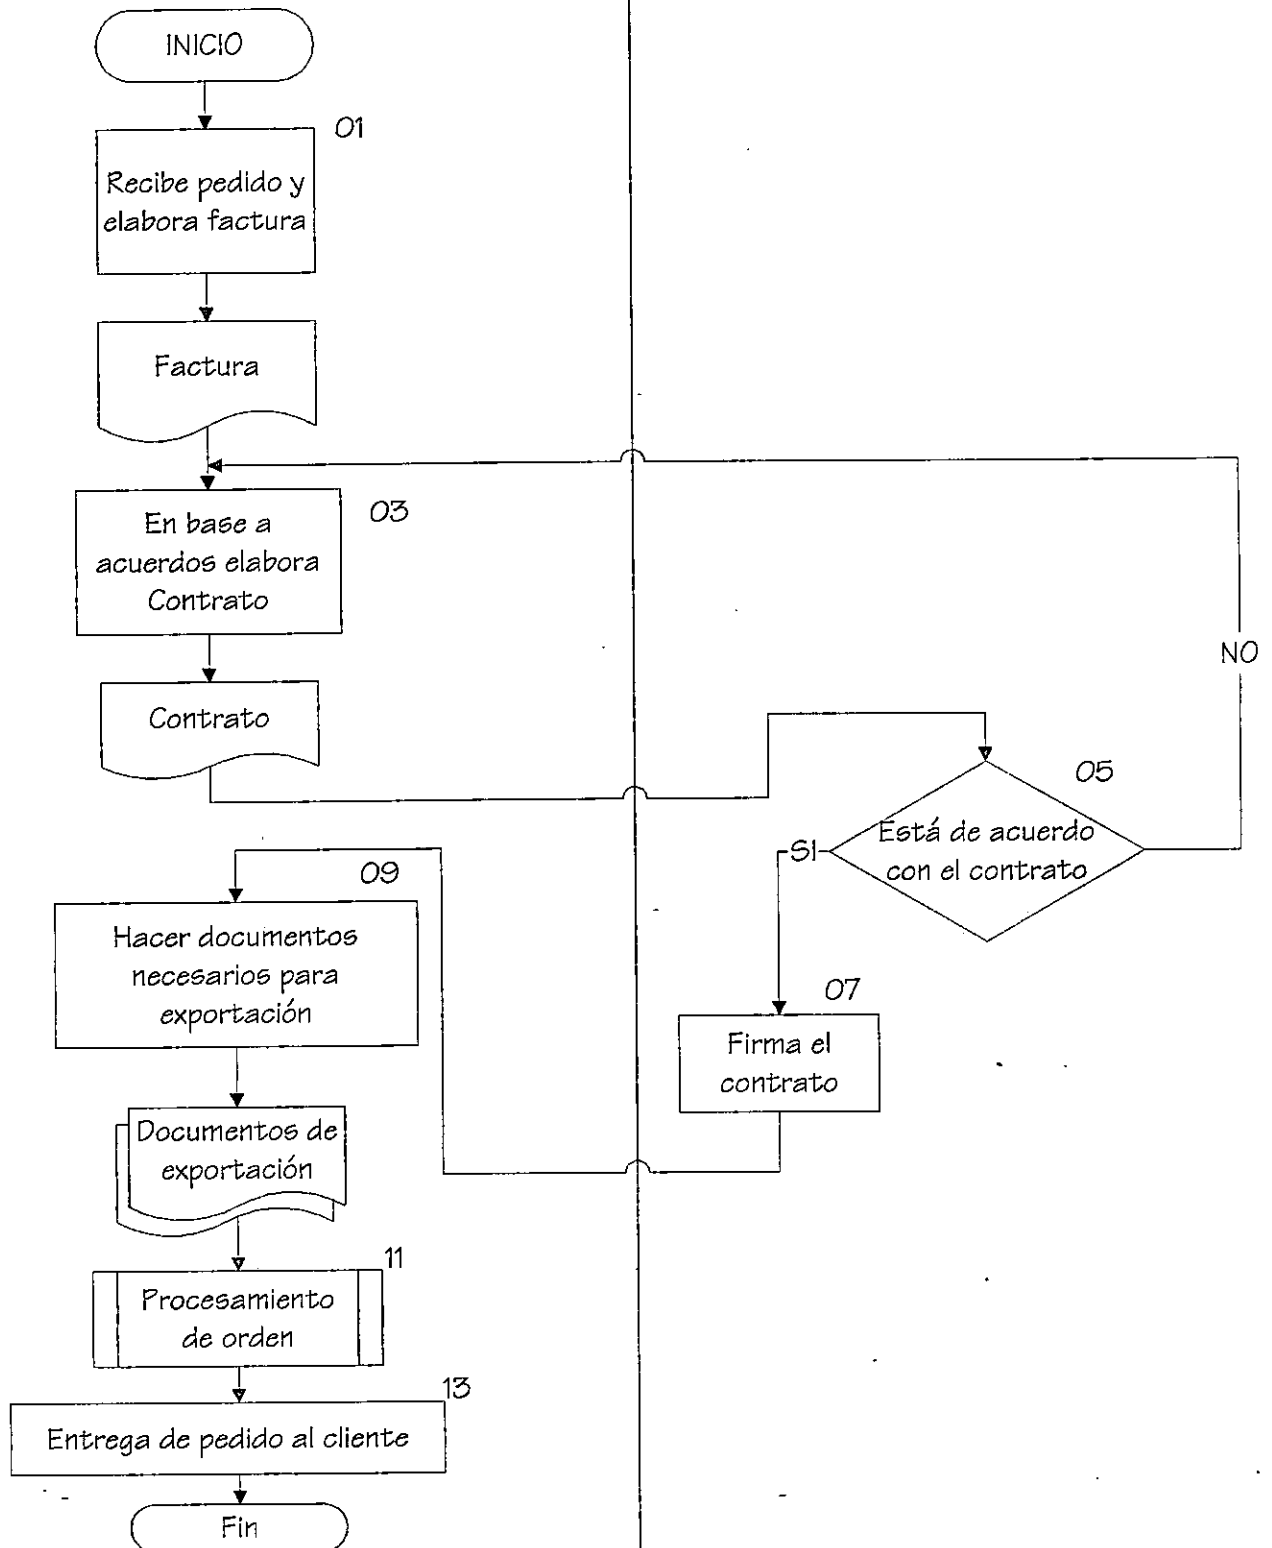 INICIO
01
Recibe pedido y
elabora factura
Factura
03
En base a
acuerdos elabora
Contrato
Contrato
NO
05
Está de acuerdo
con el contrato
SI
07
Firma el
contrato
09
Hacer documentos
necesarios para
exportación
Documentos de
exportación
11
Procesamiento
de orden
13
Entrega de pedido al cliente
Fin